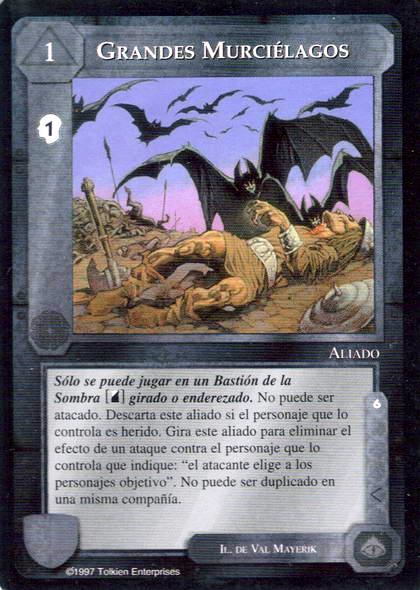 1
GRANDES MURCIÉLAGOS
1
ALIADO
Sólo se puede jugar en un Bastión de la
Sombra [ ] girado o enderezado. No puede ser
atacado. Descarta este aliado si el personaje que lo
controla es herido. Gira este aliado para eliminar el
efecto de un ataque contra el personaje que lo
controla que indique: “el atacante elige a los
personajes objetivo”. No puede ser duplicado en
una misma compañía.
6
IL. DE VAL MAYERIK
©1997 Tolkien Enterprises